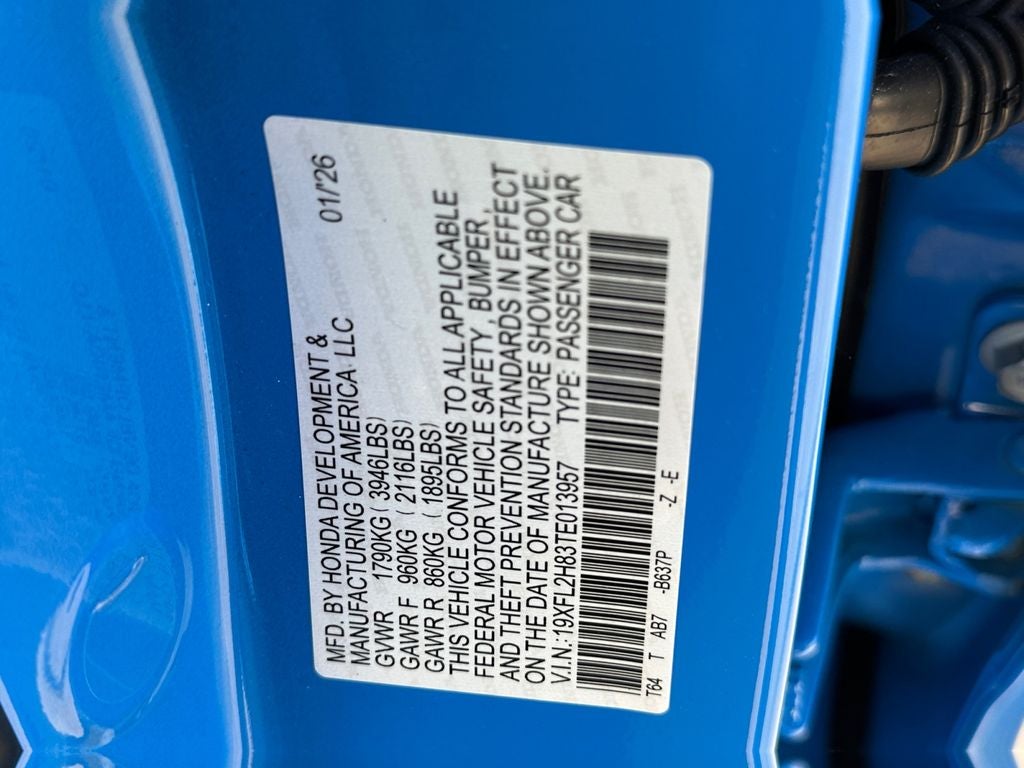 MFD. BY HONDA DEVELOPMENT & 01/'26
MANUFACTURING OF AMERICA LLC
GVWR 1790KG ( 3946LBS)
GAWR F 960KG ( 2116LBS)
GAWR R 860KG ( 1895LBS)
THIS VEHICLE CONFORMS TO ALL APPLICABLE
FEDERAL MOTOR VEHICLE SAFETY , BUMPER ,
AND THEFT PREVENTION STANDARDS IN EFFECT
ON THE DATE OF MANUFACTURE SHOWN ABOVE.
V.I.N.:19XFL2H83TE013957 TYPE: PASSENGER CAR
T64 T AB7 -B637P -Z -E